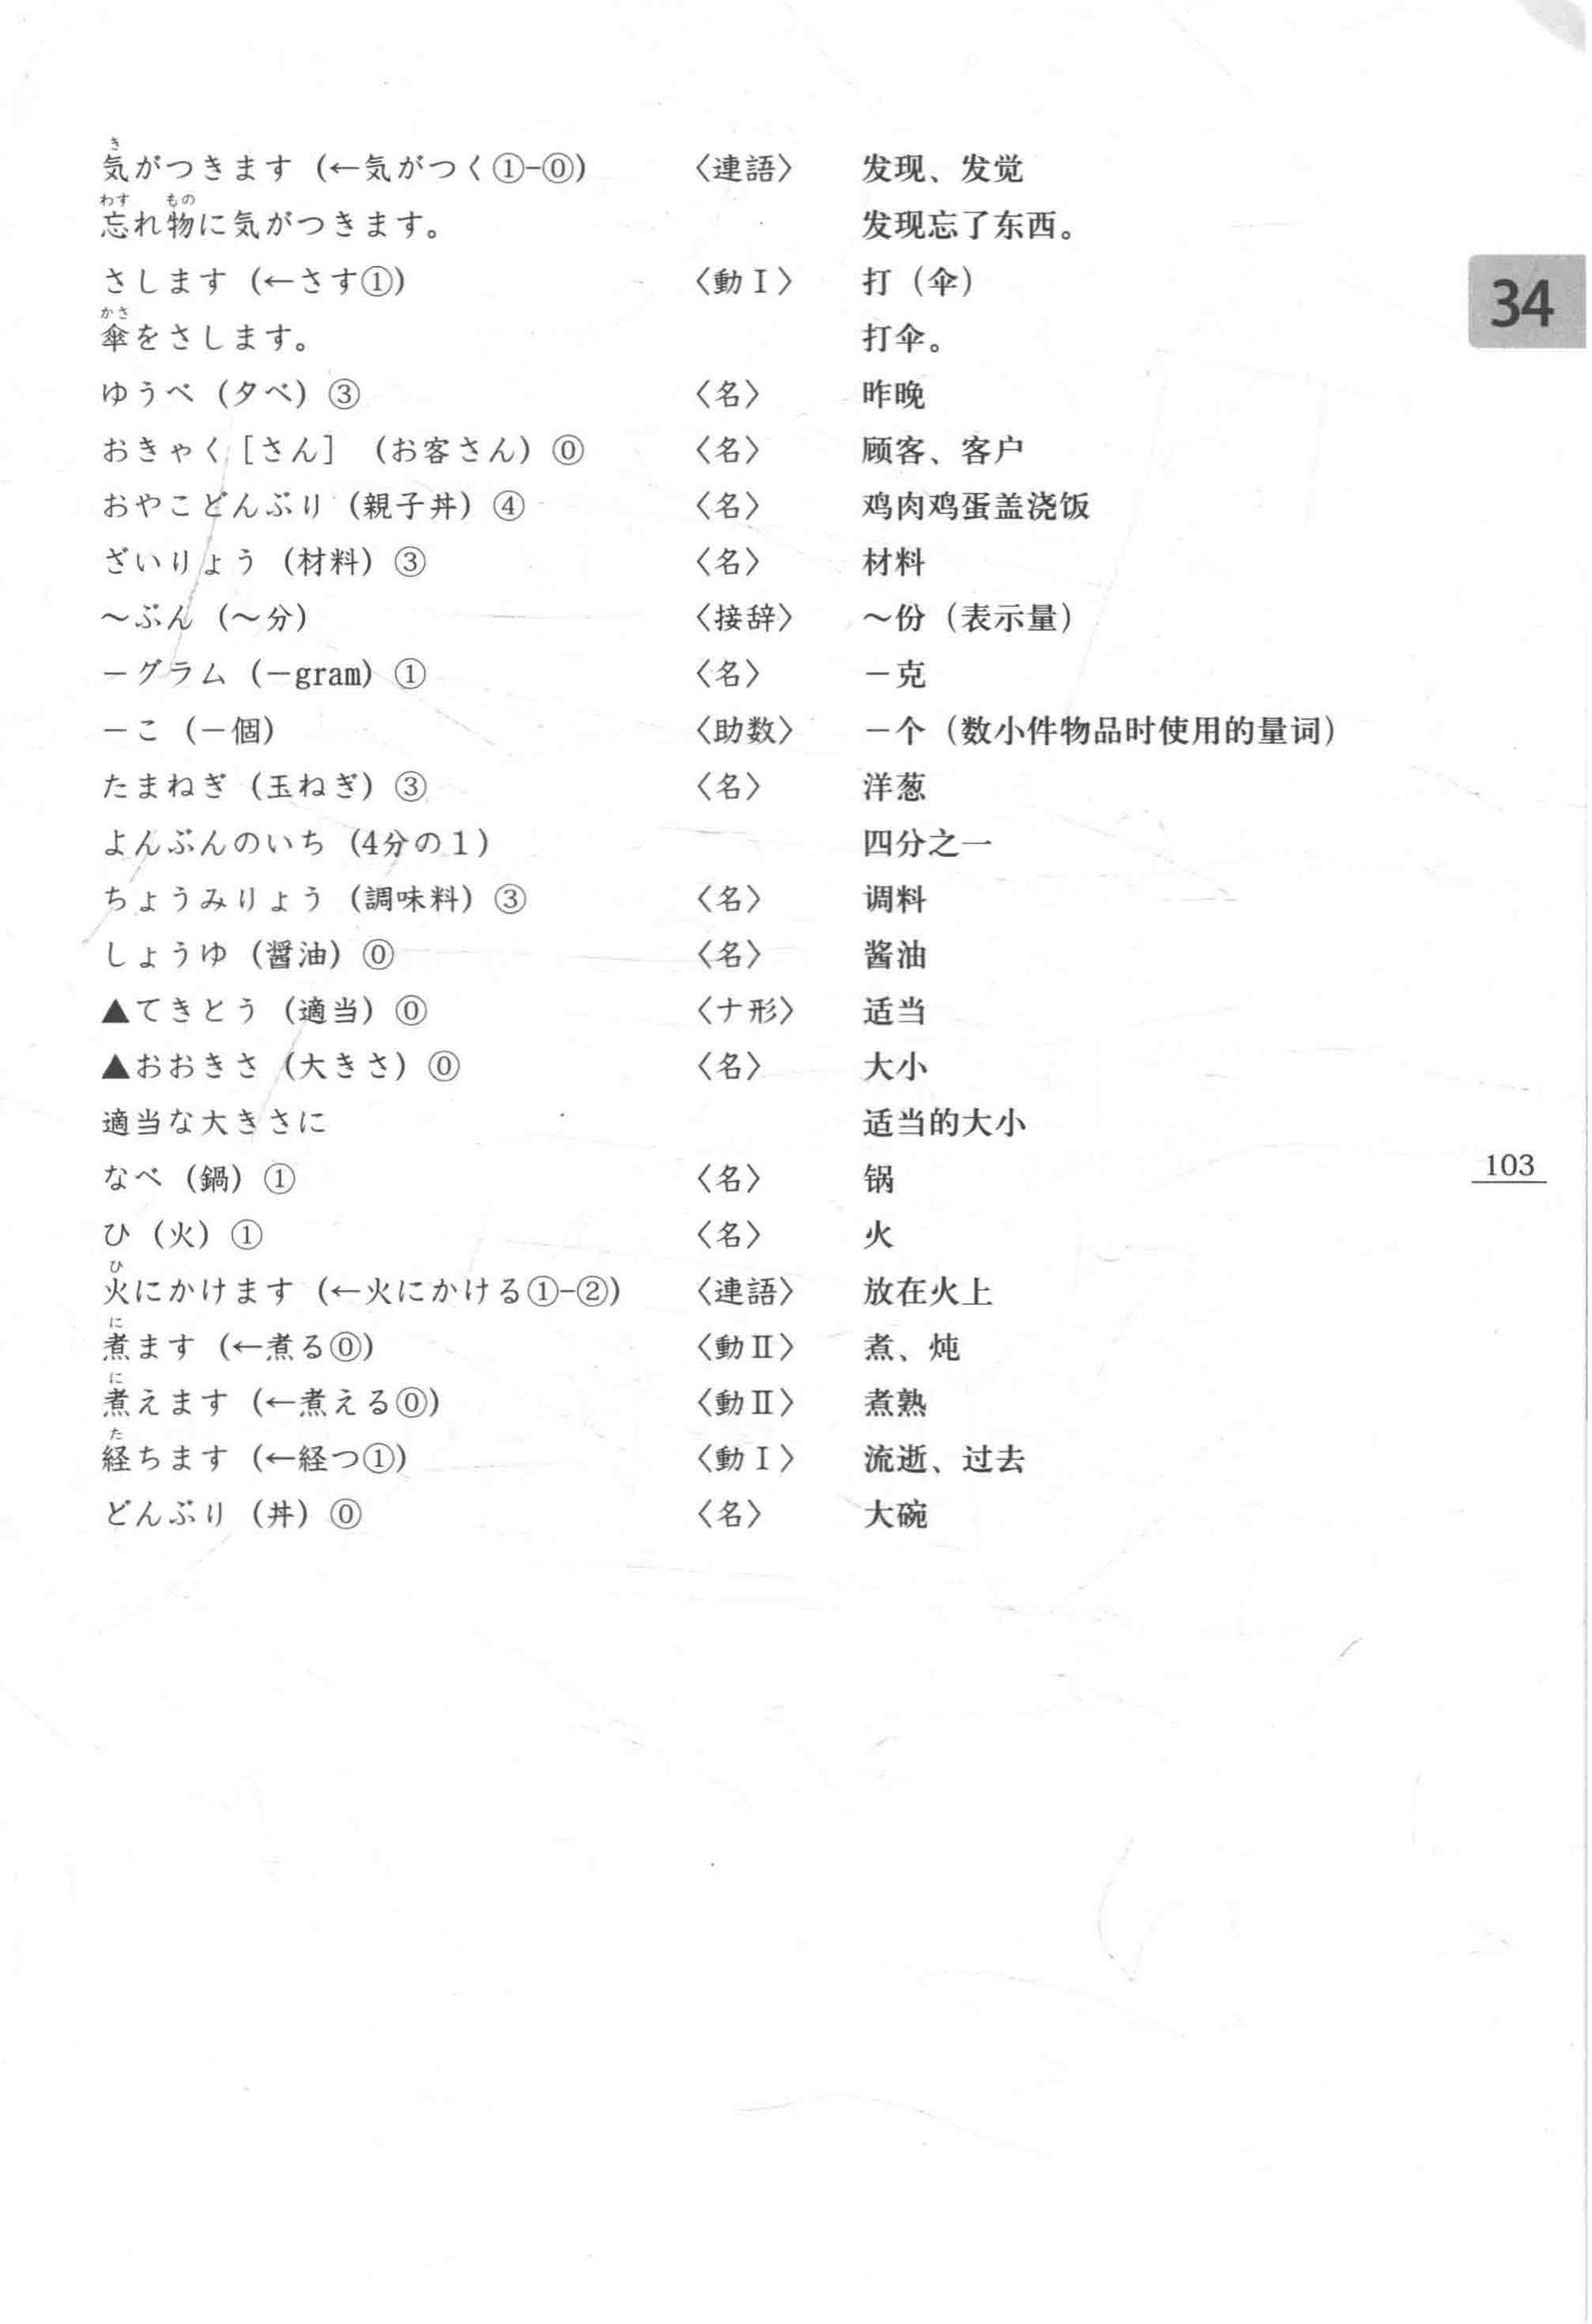 気がつきます（←気がつく①-⓪） 〈連語〉 发现、发觉
忘れ物に気がつきます。 发现忘了东西。
さします（←さす①） 〈動Ⅰ〉 打（伞）
傘をさします。 打伞。
ゆうべ（夕べ）③ 〈名〉 昨晚
おきゃく［さん］（お客さん）⓪ 〈名〉 顾客、客户
おやこどんぶり（親子丼）④ 〈名〉 鸡肉鸡蛋盖浇饭
ざいりょう（材料）③ 〈名〉 材料
～ぶん（～分） 〈接辞〉 ～份（表示量）
－グラム（－gram）① 〈名〉 －克
－こ（－個） 〈助数〉 －个（数小件物品时使用的量词）
たまねぎ（玉ねぎ）③ 〈名〉 洋葱
よんぶんのいち（4分の1） 四分之一
ちょうみりょう（調味料）③ 〈名〉 调料
しょうゆ（醤油）⓪ 〈名〉 酱油
▲てきとう（適当）⓪ 〈ナ形〉 适当
▲おおきさ（大きさ）⓪ 〈名〉 大小
適当な大きさに 适当的大小
なべ（鍋）① 〈名〉 锅
ひ（火）① 〈名〉 火
火にかけます（←火にかける①-②） 〈連語〉 放在火上
煮ます（←煮る⓪） 〈動Ⅱ〉 煮、炖
煮えます（←煮える⓪） 〈動Ⅱ〉 煮熟
経ちます（←経つ①） 〈動Ⅰ〉 流逝、过去
どんぶり（丼）⓪ 〈名〉 大碗
34
103